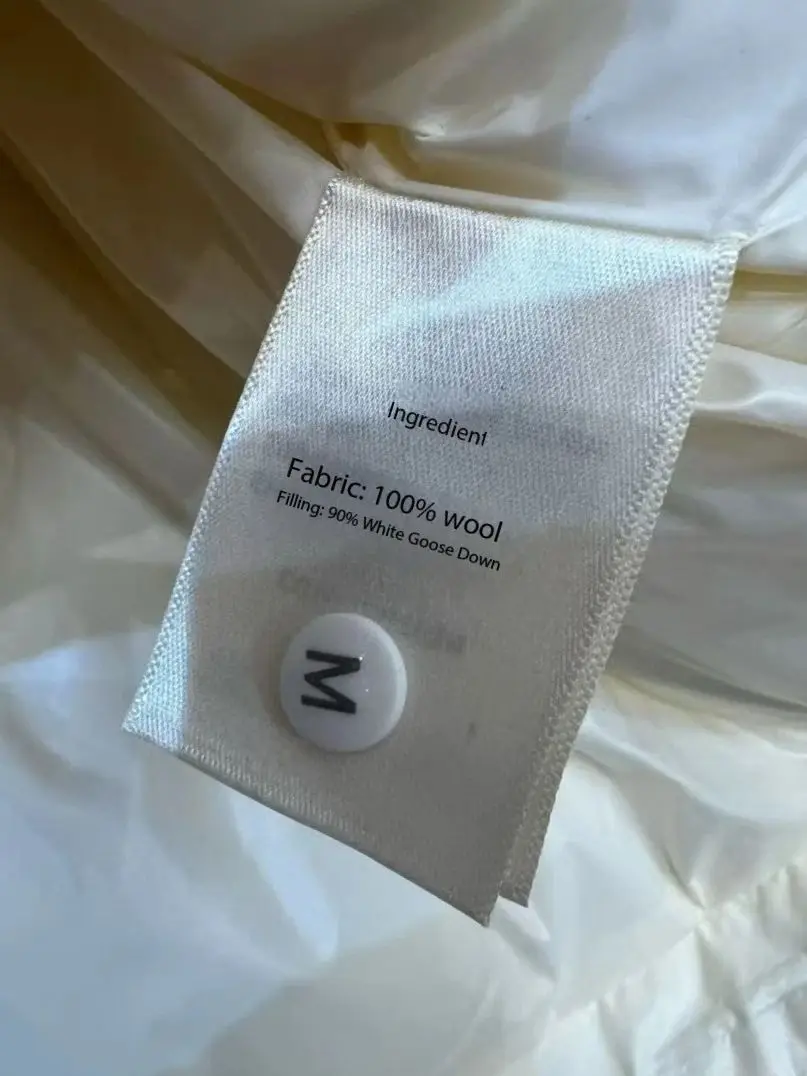 Ingredient
Fabric: 100% wool
Filling: 90% White Goose Down
M